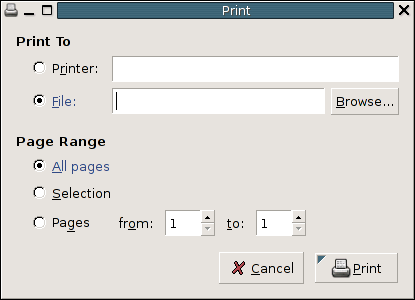 Print
Print To
Printer:
File:
Browse...
Page Range
All pages
Selection
Pages from: 1 to: 1
Cancel Print